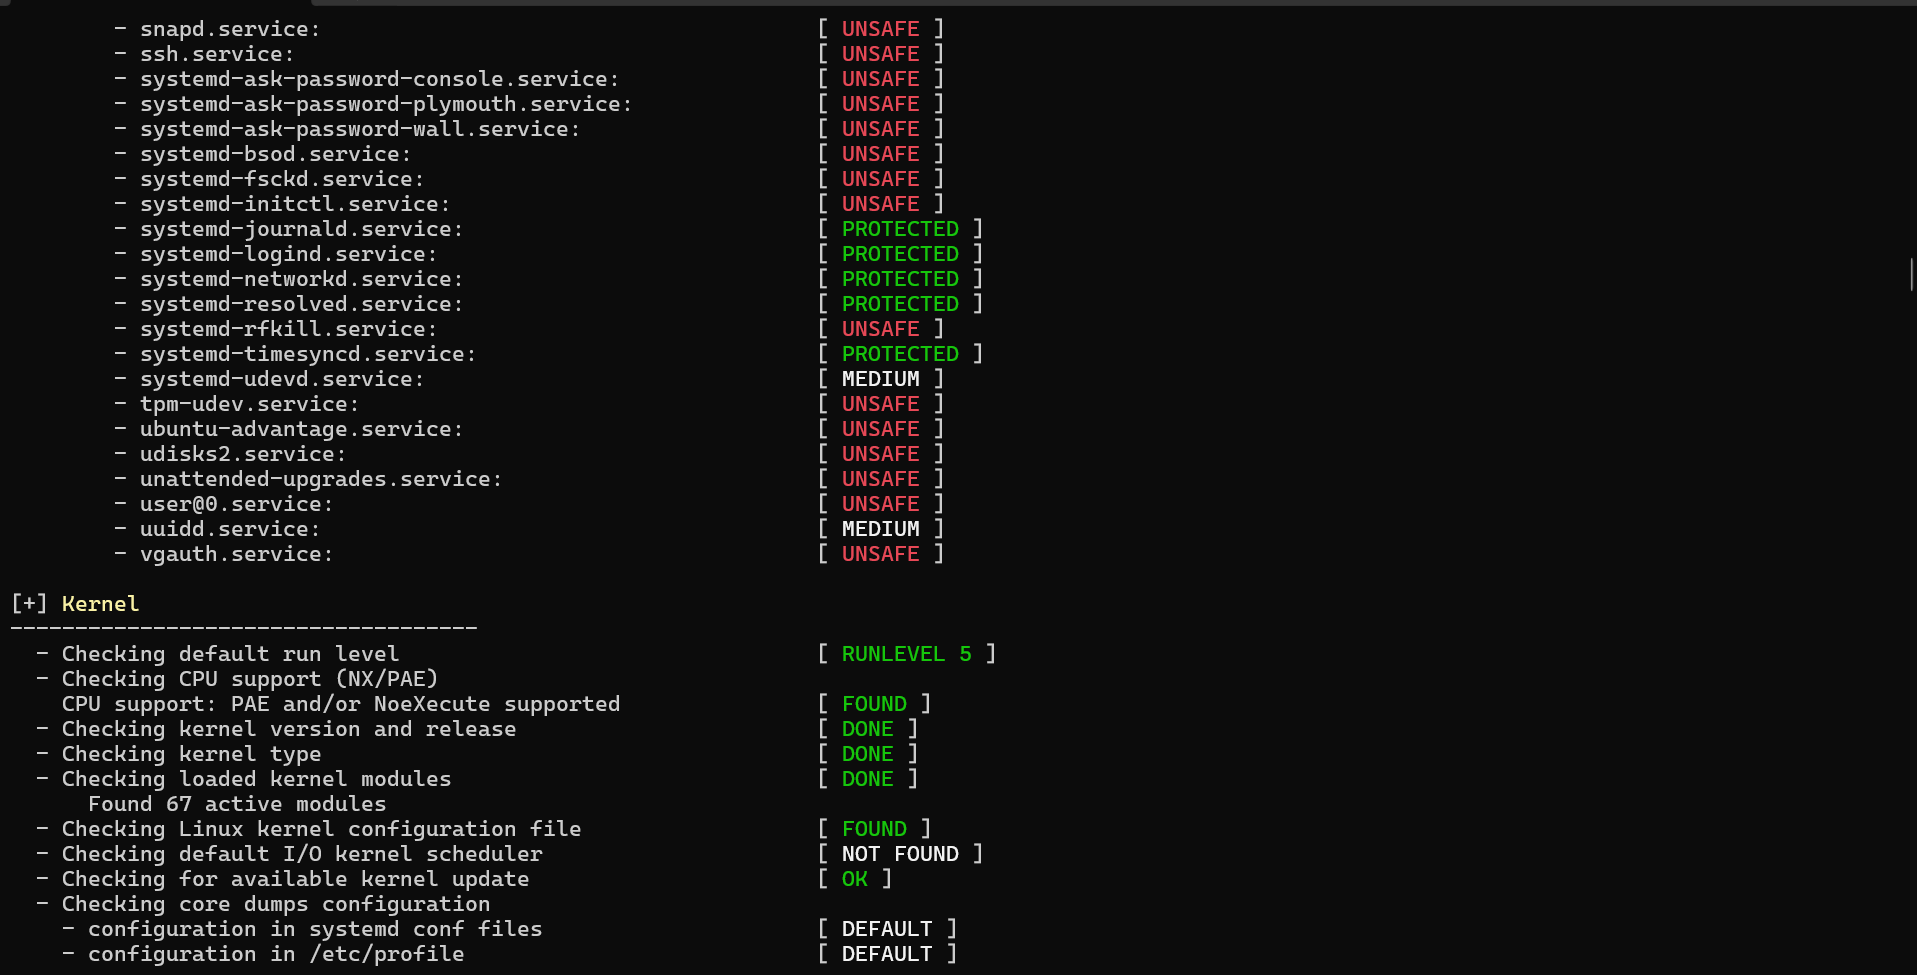 - snapd.service: [ UNSAFE ]
- ssh.service: [ UNSAFE ]
- systemd-ask-password-console.service: [ UNSAFE ]
- systemd-ask-password-plymouth.service: [ UNSAFE ]
- systemd-ask-password-wall.service: [ UNSAFE ]
- systemd-bsod.service: [ UNSAFE ]
- systemd-fsckd.service: [ UNSAFE ]
- systemd-initctl.service: [ UNSAFE ]
- systemd-journald.service: [ PROTECTED ]
- systemd-logind.service: [ PROTECTED ]
- systemd-networkd.service: [ PROTECTED ]
- systemd-resolved.service: [ PROTECTED ]
- systemd-rfkill.service: [ UNSAFE ]
- systemd-timesyncd.service: [ PROTECTED ]
- systemd-udevd.service: [ MEDIUM ]
- tpm-udev.service: [ UNSAFE ]
- ubuntu-advantage.service: [ UNSAFE ]
- udisks2.service: [ UNSAFE ]
- unattended-upgrades.service: [ UNSAFE ]
- user@0.service: [ UNSAFE ]
- uuidd.service: [ MEDIUM ]
- vgauth.service: [ UNSAFE ]
[+] Kernel
------------------------------------
- Checking default run level [ RUNLEVEL 5 ]
- Checking CPU support (NX/PAE)
CPU support: PAE and/or NoeXecute supported [ FOUND ]
- Checking kernel version and release [ DONE ]
- Checking kernel type [ DONE ]
- Checking loaded kernel modules [ DONE ]
Found 67 active modules
- Checking Linux kernel configuration file [ FOUND ]
- Checking default I/O kernel scheduler [ NOT FOUND ]
- Checking for available kernel update [ OK ]
- Checking core dumps configuration
- configuration in systemd conf files [ DEFAULT ]
- configuration in /etc/profile [ DEFAULT ]